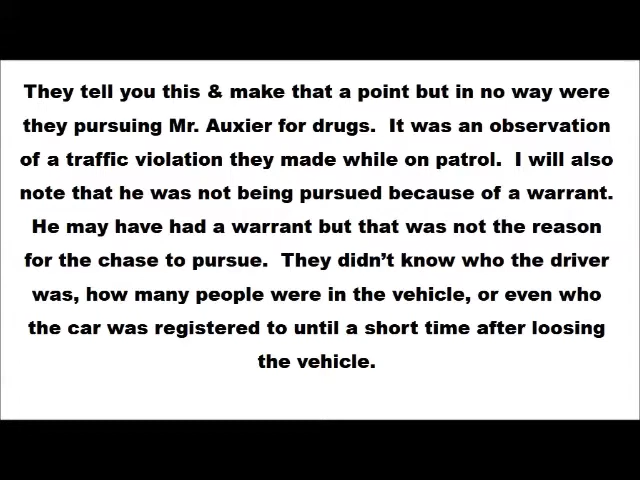 They tell you this & make that a point but in no way were
they pursuing Mr. Auxier for drugs.  It was an observation
of a traffic violation they made while on patrol.  I will also
note that he was not being pursued because of a warrant.
He may have had a warrant but that was not the reason
for the chase to pursue.  They didn’t know who the driver
was, how many people were in the vehicle, or even who
the car was registered to until a short time after loosing
the vehicle.